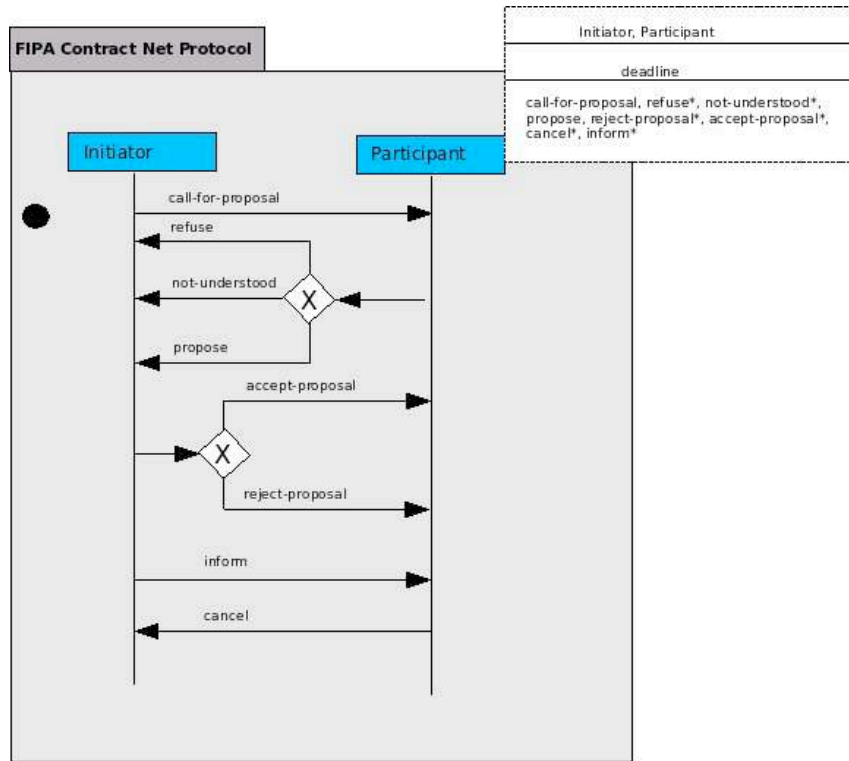 FIPA Contract Net Protocol
Initiator, Participant
deadline
call-for-proposal, refuse*, not-understood*,
propose, reject-proposal*, accept-proposal*,
cancel*, inform*
Initiator
Participant
call-for-proposal
refuse
not-understood
X
propose
accept-proposal
X
reject-proposal
inform
cancel